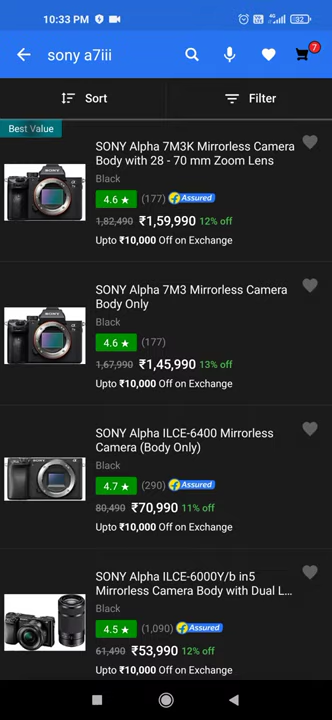 10:33 PM
4G
32
sony a7iii
7
Sort
Filter
Best Value
SONY Alpha 7M3K Mirrorless Camera
Body with 28 - 70 mm Zoom Lens
Black
4.6 ★ (177) Assured
1,82,490 ₹1,59,990 12% off
Upto ₹10,000 Off on Exchange
SONY Alpha 7M3 Mirrorless Camera
Body Only
Black
4.6 ★ (177)
1,67,990 ₹1,45,990 13% off
Upto ₹10,000 Off on Exchange
SONY Alpha ILCE-6400 Mirrorless
Camera (Body Only)
Black
4.7 ★ (290) Assured
80,490 ₹70,990 11% off
Upto ₹10,000 Off on Exchange
SONY Alpha ILCE-6000Y/b in5
Mirrorless Camera Body with Dual L...
Black
4.5 ★ (1,090) Assured
61,490 ₹53,990 12% off
Upto ₹10,000 Off on Exchange